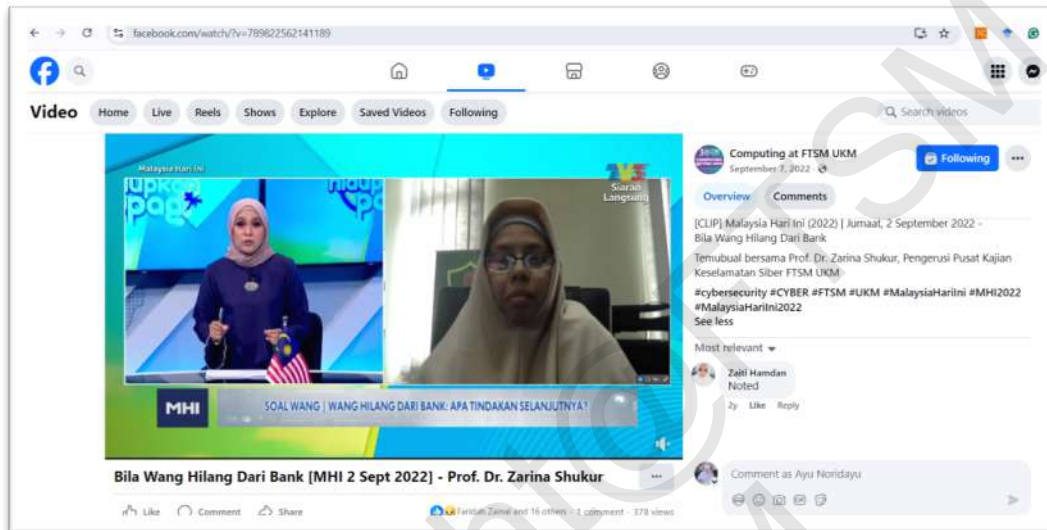 facebook.com/watch/?v=789822562141189
Video
Home
Live
Reels
Shows
Explore
Saved Videos
Following
Search videos
Malaysia Hari Ini
Siaran
Langsung
MHI
SOAL WANG | WANG HILANG DARI BANK: APA TINDAKAN SELANJUTNYA?
Bila Wang Hilang Dari Bank [MHI 2 Sept 2022] - Prof. Dr. Zarina Shukur
Like
Comment
Share
Faridah Zamal and 16 others · 1 comment · 378 views
Computing at FTSM UKM
September 7, 2022
Following
Overview
Comments
[CLIP] Malaysia Hari Ini (2022) | Jumaat, 2 September 2022 -
Bila Wang Hilang Dari Bank
Temubual bersama Prof. Dr. Zarina Shukur, Pengerusi Pusat Kajian
Keselamatan Siber FTSM UKM
#cybersecurity #CYBER #FTSM #UKM #MalaysiaHariIni #MHI2022
#MalaysiaHariIni2022
See less
Most relevant
Zaiti Hamdan
Noted
2y Like Reply
Comment as Ayu Noridayu